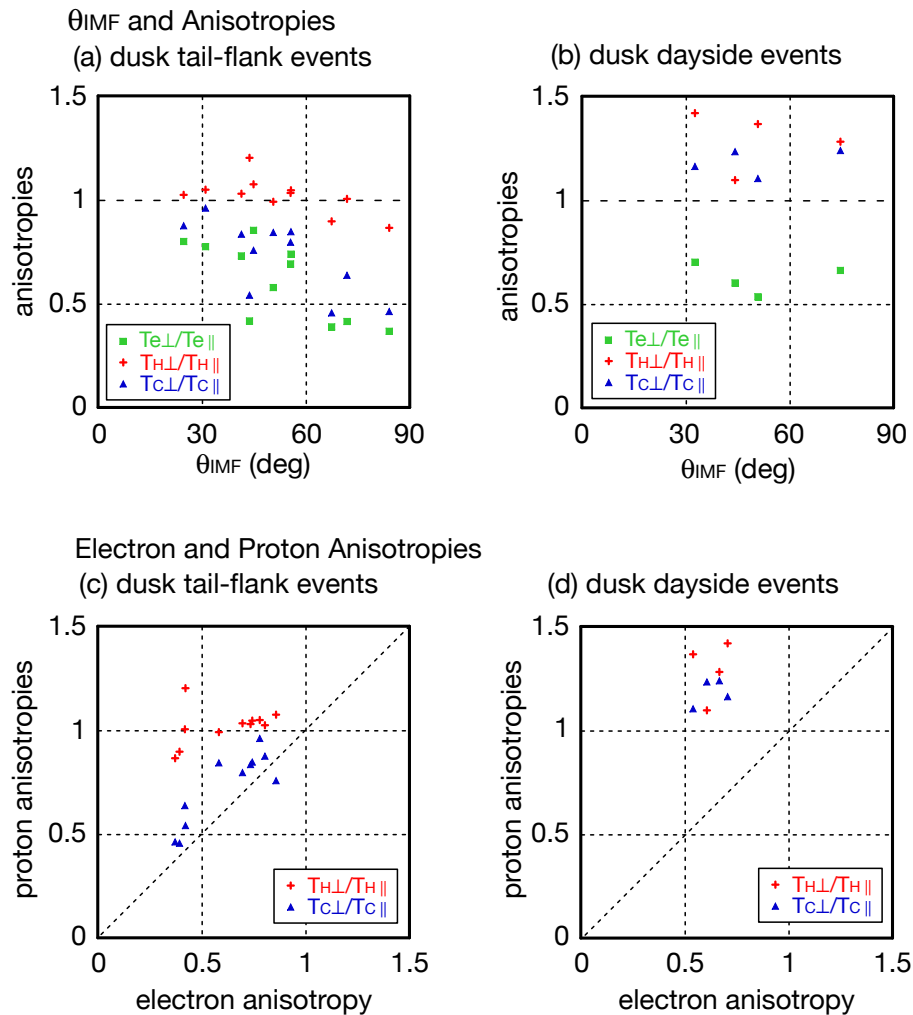 θIMF and Anisotropies
(a) dusk tail-flank events
(b) dusk dayside events
1.5
1
0.5
0
anisotropies
Te⊥/Te∥
TH⊥/TH∥
TC⊥/TC∥
0 30 60 90
θIMF (deg)
1.5
1
0.5
0
anisotropies
Te⊥/Te∥
TH⊥/TH∥
TC⊥/TC∥
0 30 60 90
θIMF (deg)
Electron and Proton Anisotropies
(c) dusk tail-flank events
(d) dusk dayside events
1.5
1
0.5
0
proton anisotropies
TH⊥/TH∥
TC⊥/TC∥
0 0.5 1 1.5
electron anisotropy
1.5
1
0.5
0
proton anisotropies
TH⊥/TH∥
TC⊥/TC∥
0 0.5 1 1.5
electron anisotropy